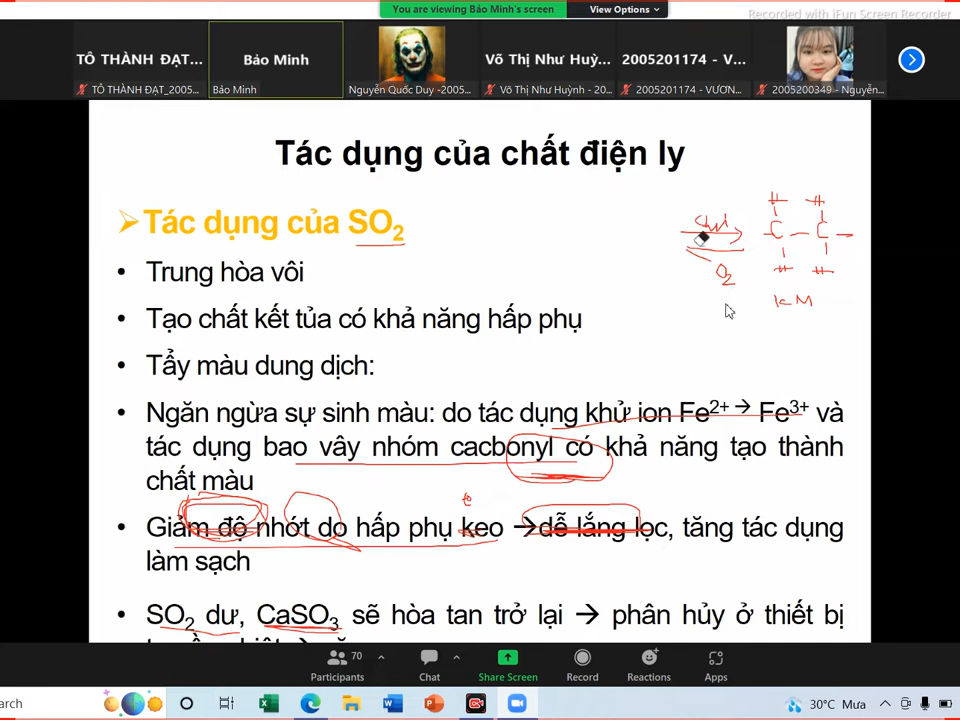 You are viewing Bảo Minh's screen
View Options
Recorded with iFun Screen Recorder
TÔ THÀNH ĐẠT...
Bảo Minh
Võ Thị Như Huỳ...
2005201174 – V...
TÔ THÀNH ĐẠT_2005...
Bảo Minh
Nguyễn Quốc Duy -2005...
Võ Thị Như Huỳnh - 20...
2005201174 - VƯƠN...
2005200349 - Nguyễn...
Tác dụng của chất điện ly
Tác dụng của SO2
• Trung hòa vôi
• Tạo chất kết tủa có khả năng hấp phụ
• Tẩy màu dung dịch:
• Ngăn ngừa sự sinh màu: do tác dụng khử ion Fe2+ → Fe3+ và
tác dụng bao vây nhóm cacbonyl có khả năng tạo thành
chất màu
• Giảm độ nhớt do hấp phụ keo → dễ lắng lọc, tăng tác dụng
làm sạch
• SO2 dư, CaSO3 sẽ hòa tan trở lại → phân hủy ở thiết bị
H H
C – C –
O2
H H
KM
70
Participants
Chat
Share Screen
Record
Reactions
Apps
earch
30°C Mưa